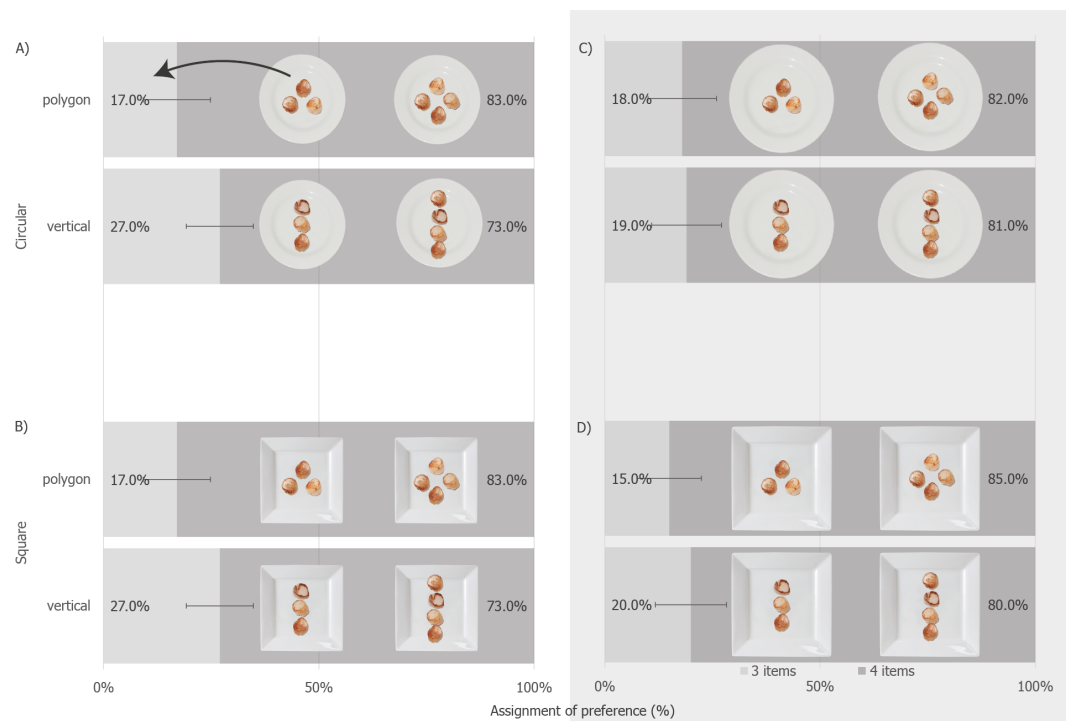 A)
polygon
17.0%
83.0%
Circular
vertical
27.0%
73.0%
B)
polygon
17.0%
83.0%
Square
vertical
27.0%
73.0%
0%
50%
100%
C)
18.0%
82.0%
19.0%
81.0%
D)
15.0%
85.0%
20.0%
80.0%
3 items
4 items
0%
50%
100%
Assignment of preference (%)